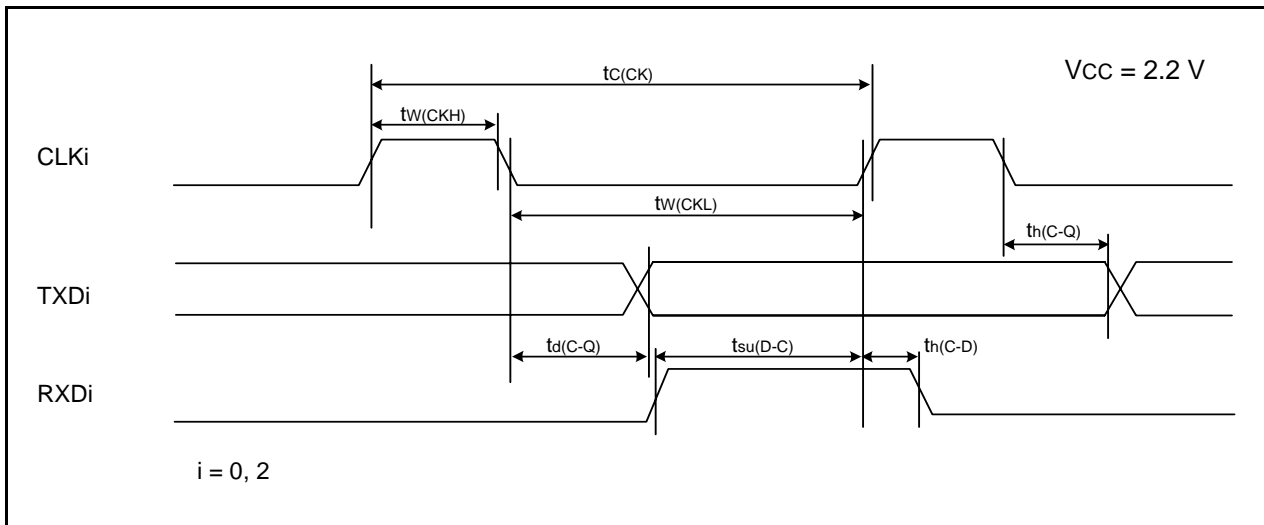 tC(CK)
VCC = 2.2 V
tW(CKH)
CLKi
tW(CKL)
th(C-Q)
TXDi
td(C-Q)
tsu(D-C)
th(C-D)
RXDi
i = 0, 2